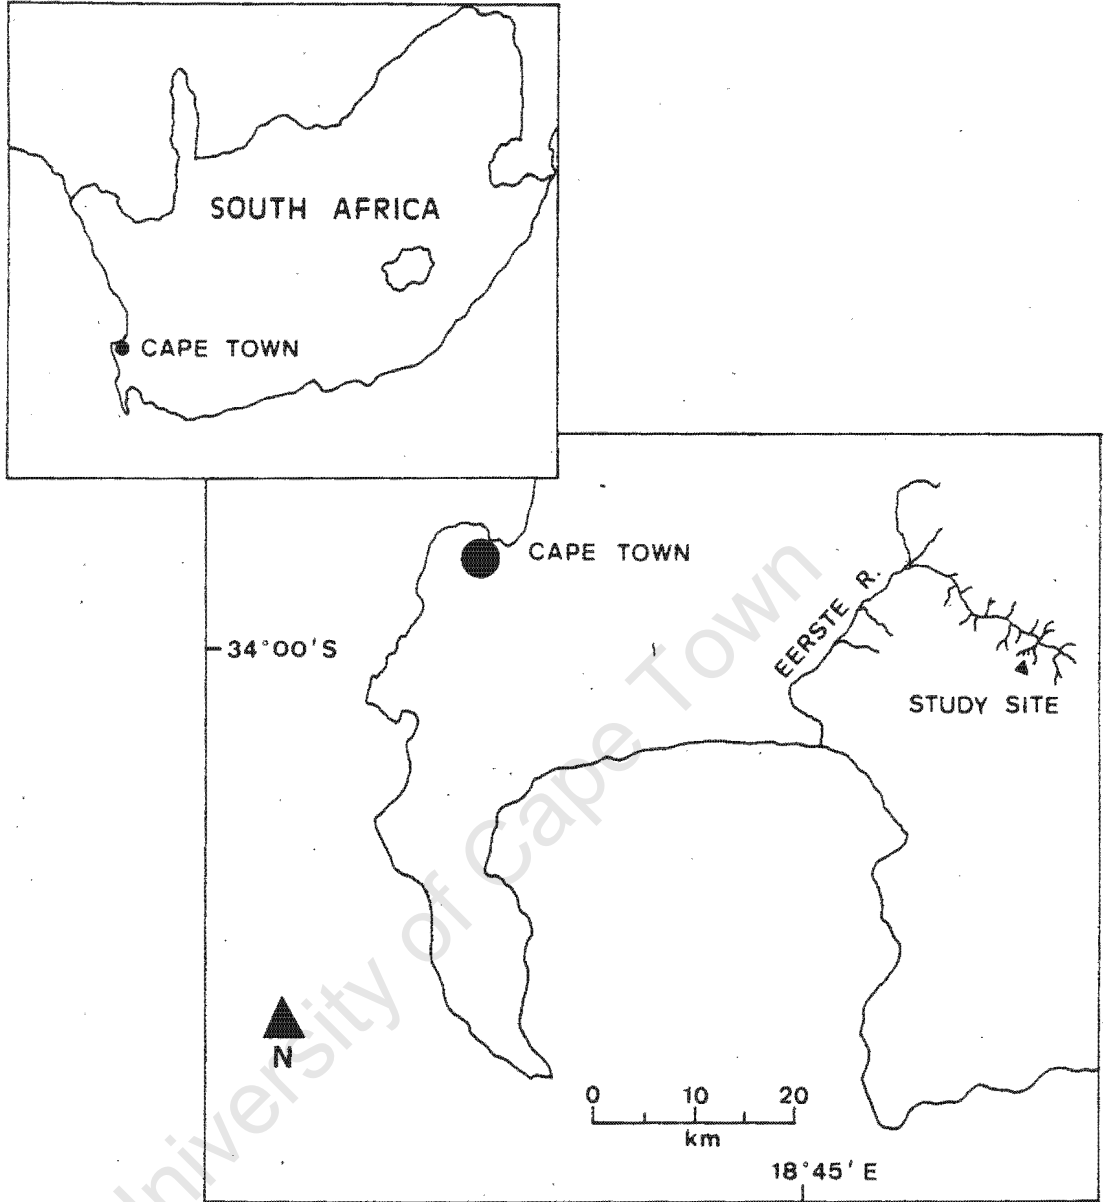 SOUTH AFRICA
CAPE TOWN
CAPE TOWN
EERSTE R.
34°00'S
STUDY SITE
N
0 10 20
km
18°45'E
University of Cape Town